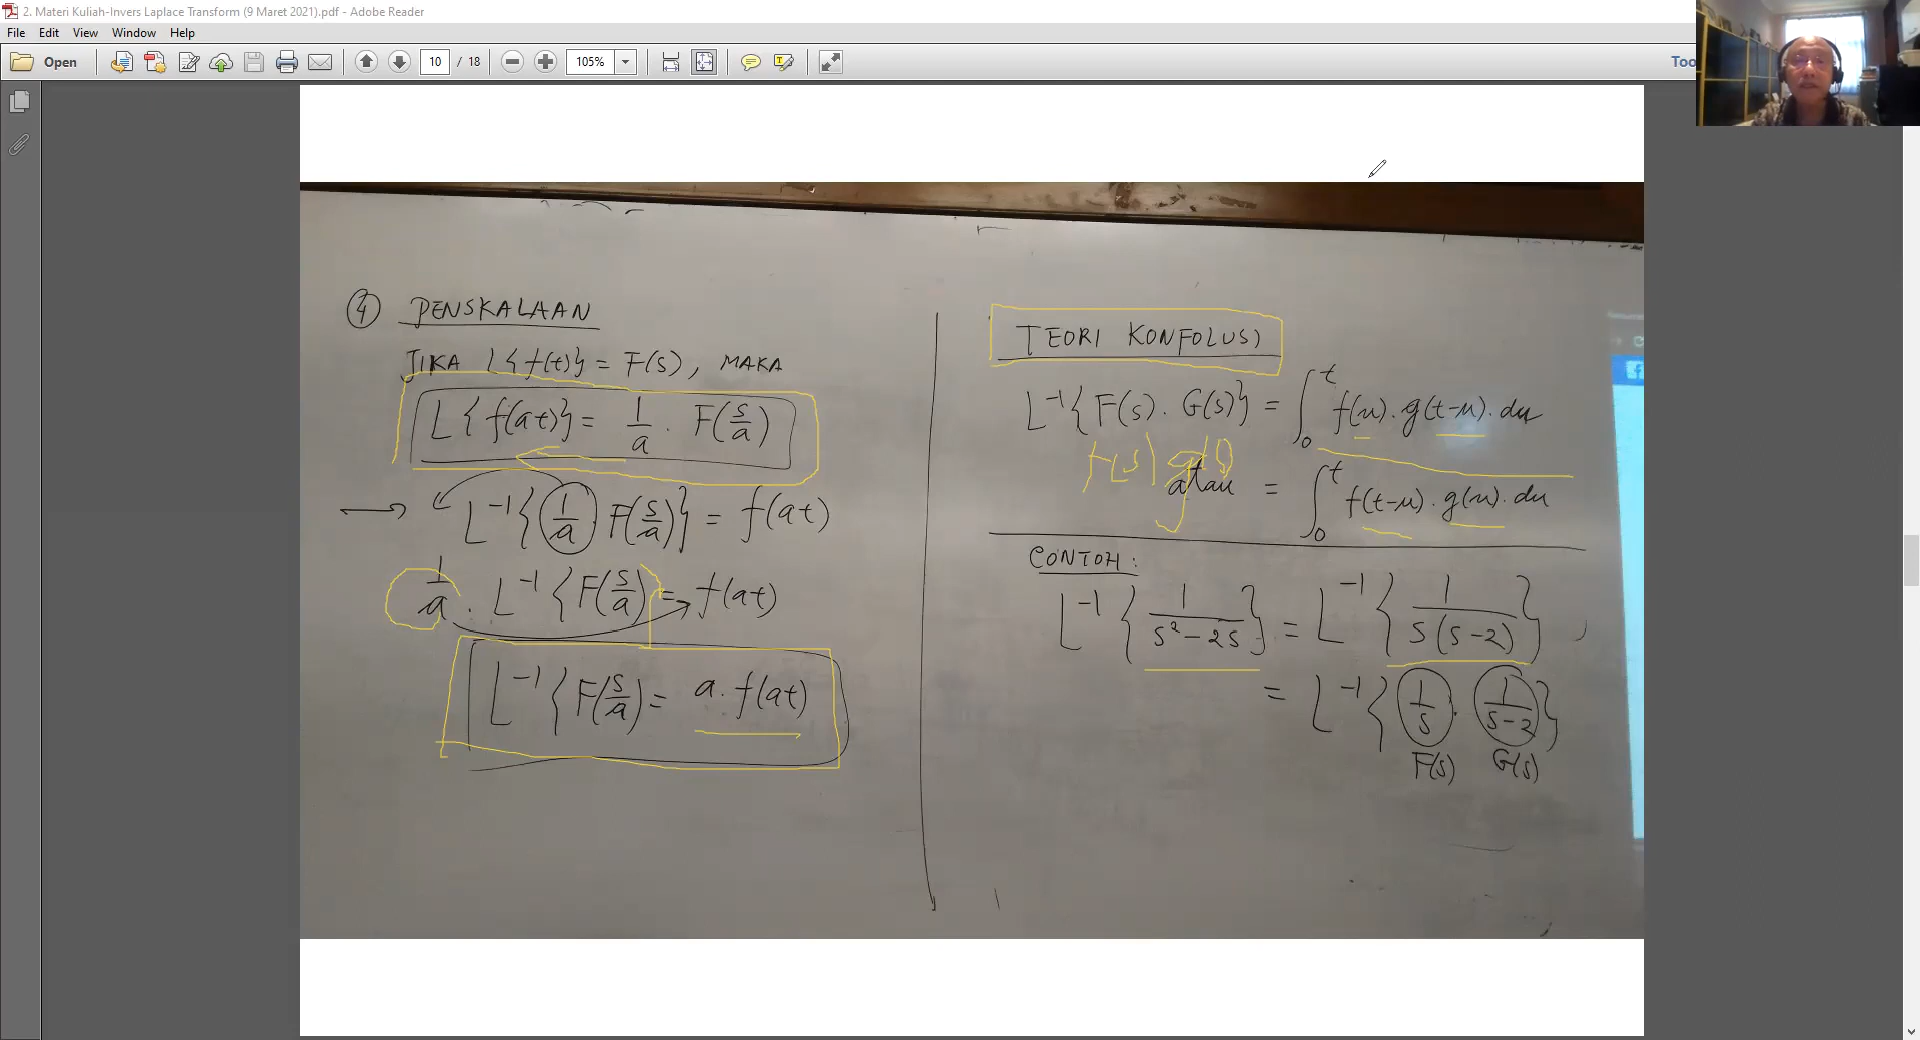 2. Materi Kuliah-Invers Laplace Transform (9 Maret 2021).pdf - Adobe Reader
File Edit View Window Help
Open 10 / 18 105% Too
④ PENSKALAAN
JIKA L{f(t)} = F(s), MAKA
L{f(at)} = 1/a . F(s/a)
→ L⁻¹{1/a . F(s/a)} = f(at)
1/a . L⁻¹{F(s/a)} = f(at)
L⁻¹{F(s/a) = a. f(at)
TEORI KONFOLUSI
L⁻¹{F(s). G(s)} = ∫₀ᵗ f(u). g(t-u). du
atau = ∫₀ᵗ f(t-u). g(u). du
CONTOH:
L⁻¹{1/(s²-2s)} = L⁻¹{1/(s(s-2))}
= L⁻¹{1/s . 1/(s-2)}
F(s) G(s)